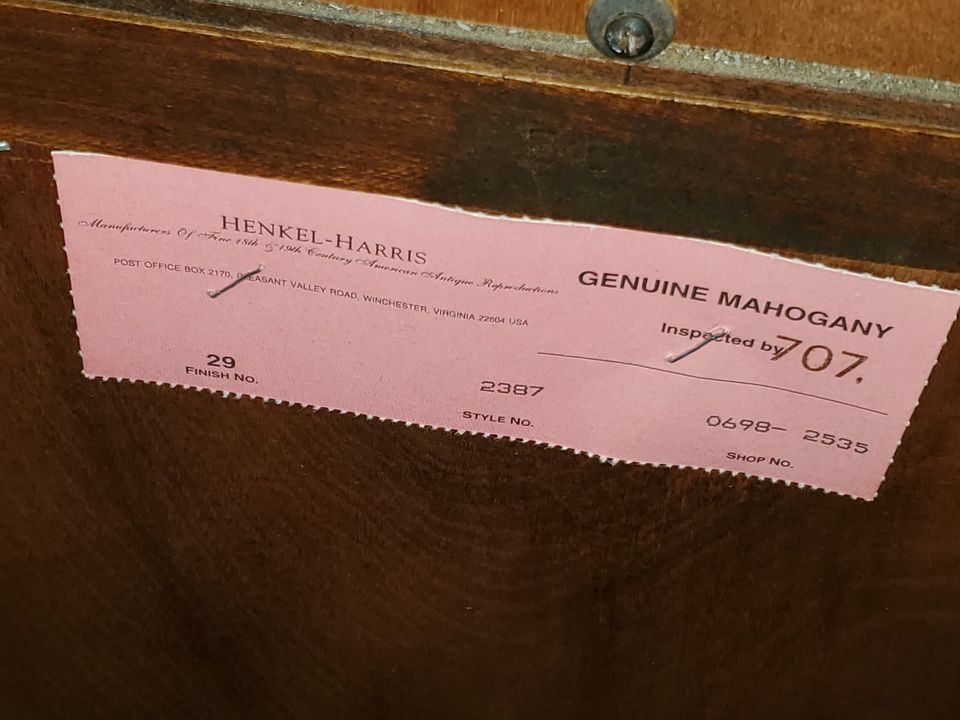 HENKEL-HARRIS
Manufacturers Of Fine 18th & 19th Century American Antique Reproductions
POST OFFICE BOX 2170, PLEASANT VALLEY ROAD, WINCHESTER, VIRGINIA 22604 USA
GENUINE MAHOGANY
Inspected by 707.
29
FINISH NO.
2387
STYLE NO.
0698- 2535
SHOP NO.